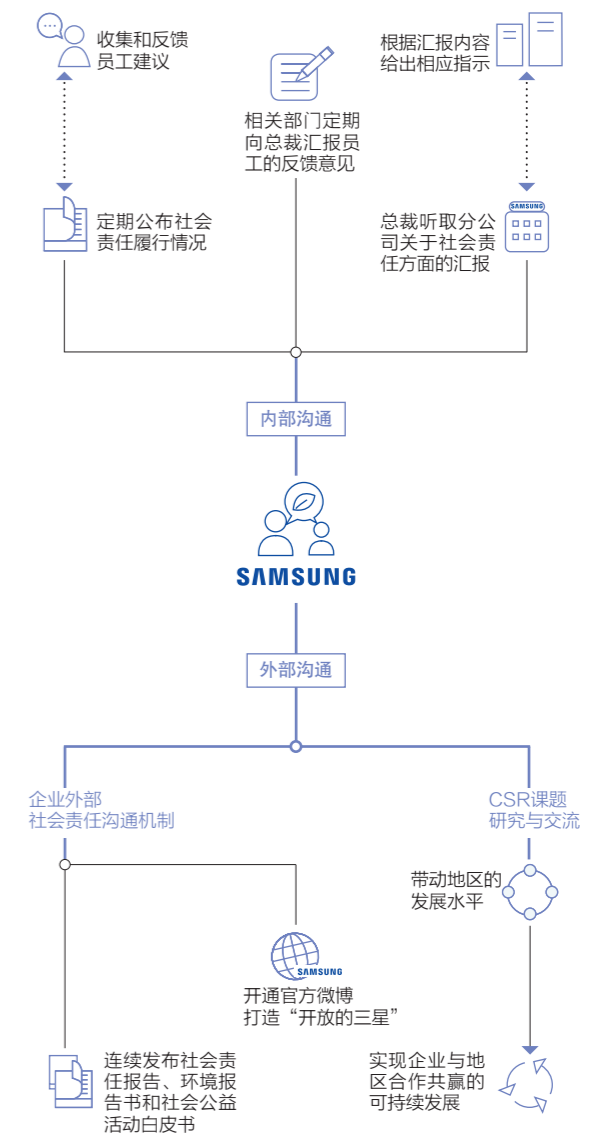 收集和反馈
员工建议
根据汇报内容
给出相应指示
相关部门定期
向总裁汇报员
工的反馈意见
定期公布社会
责任履行情况
总裁听取分公
司关于社会责
任方面的汇报
SAMSUNG
内部沟通
SAMSUNG
外部沟通
企业外部
社会责任沟通机制
CSR课题
研究与交流
带动地区的
发展水平
SAMSUNG
开通官方微博
打造“开放的三星”
连续发布社会责
任报告、环境报
告书和社会公益
活动白皮书
实现企业与地
区合作共赢的
可持续发展